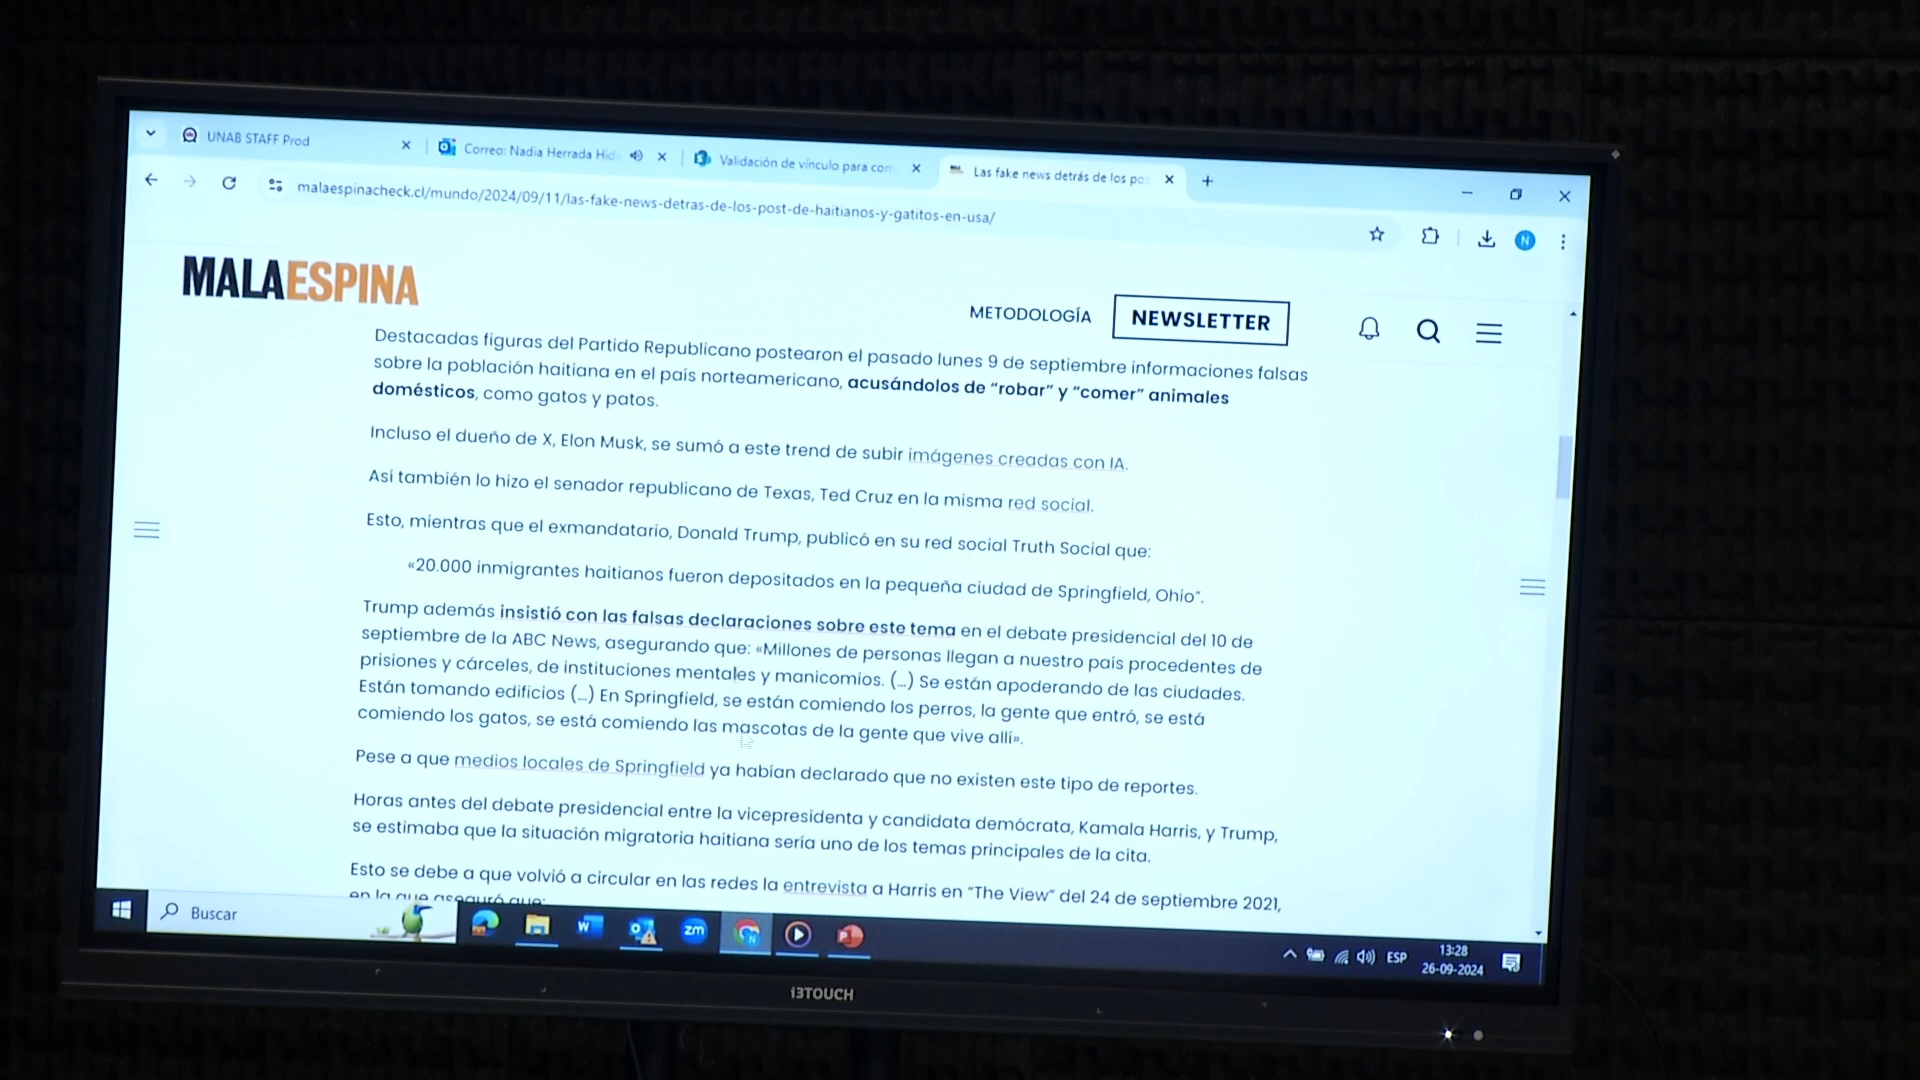 UNAB STAFF Prod
Correo: Nadia Herrada Hid
Validación de vínculo para com
Las fake news detrás de los pos
malaespinacheck.cl/mundo/2024/09/11/las-fake-news-detras-de-los-post-de-haitianos-y-gatitos-en-usa/
N
MALAESPINA
METODOLOGÍA
NEWSLETTER
Destacadas figuras del Partido Republicano postearon el pasado lunes 9 de septiembre informaciones falsas
sobre la población haitiana en el país norteamericano, acusándolos de “robar” y “comer” animales
domésticos, como gatos y patos.
Incluso el dueño de X, Elon Musk, se sumó a este trend de subir imágenes creadas con IA.
Así también lo hizo el senador republicano de Texas, Ted Cruz en la misma red social.
Esto, mientras que el exmandatario, Donald Trump, publicó en su red social Truth Social que:
«20.000 inmigrantes haitianos fueron depositados en la pequeña ciudad de Springfield, Ohio”.
Trump además insistió con las falsas declaraciones sobre este tema en el debate presidencial del 10 de
septiembre de la ABC News, asegurando que: «Millones de personas llegan a nuestro país procedentes de
prisiones y cárceles, de instituciones mentales y manicomios. (…) Se están apoderando de las ciudades.
Están tomando edificios (…) En Springfield, se están comiendo los perros, la gente que entró, se está
comiendo los gatos, se está comiendo las mascotas de la gente que vive allí».
Pese a que medios locales de Springfield ya habían declarado que no existen este tipo de reportes.
Horas antes del debate presidencial entre la vicepresidenta y candidata demócrata, Kamala Harris, y Trump,
se estimaba que la situación migratoria haitiana sería uno de los temas principales de la cita.
Esto se debe a que volvió a circular en las redes la entrevista a Harris en “The View” del 24 de septiembre 2021,
en la que aseguró que:
Buscar
zm
ESP
13:28
26-09-2024
i3TOUCH